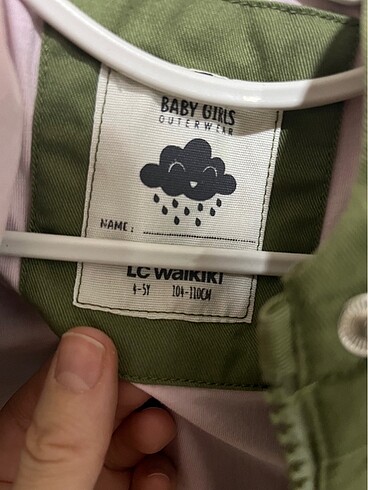 BABY GIRLS
OUTERWEAR
NAME:
LC WAIKIKI
4-5Y 104-110CM